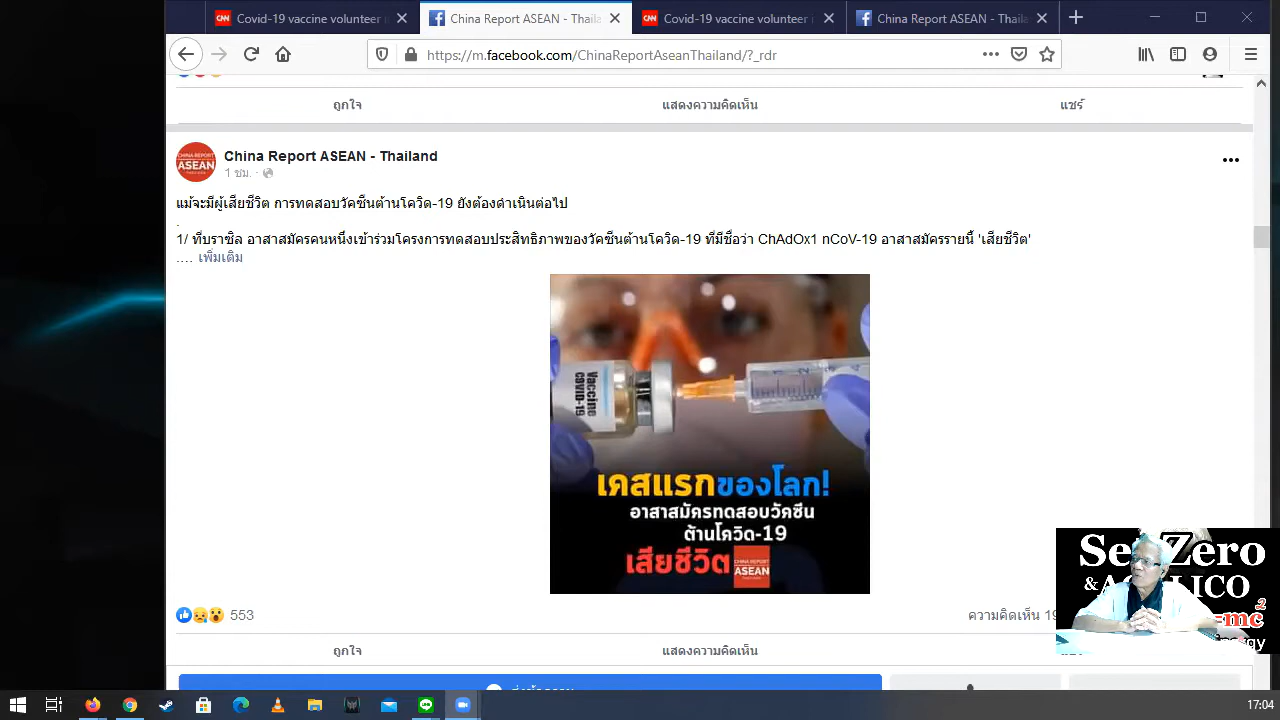 Covid-19 vaccine volunteer
China Report ASEAN - Thaila
Covid-19 vaccine volunteer
China Report ASEAN - Thaila
https://m.facebook.com/ChinaReportAseanThailand/?_rdr
ถูกใจ แสดงความคิดเห็น แชร์
China Report ASEAN - Thailand
1 ชม. ·
แม้จะมีผู้เสียชีวิต การทดสอบวัคซีนต้านโควิด-19 ยังต้องดำเนินต่อไป
.
1/ ที่บราซิล อาสาสมัครคนหนึ่งเข้าร่วมโครงการทดสอบประสิทธิภาพของวัคซีนต้านโควิด-19 ที่มีชื่อว่า ChAdOx1 nCoV-19 อาสาสมัครรายนี้ 'เสียชีวิต'
.... เพิ่มเติม
Vaccine
COVID-19
เคสแรกของโลก!
อาสาสมัครทดสอบวัคซีน
ต้านโควิด-19
เสียชีวิต
CHINA REPORT
ASEAN
553
ความคิดเห็น 19
ถูกใจ แสดงความคิดเห็น
Zero
mc²
17:04